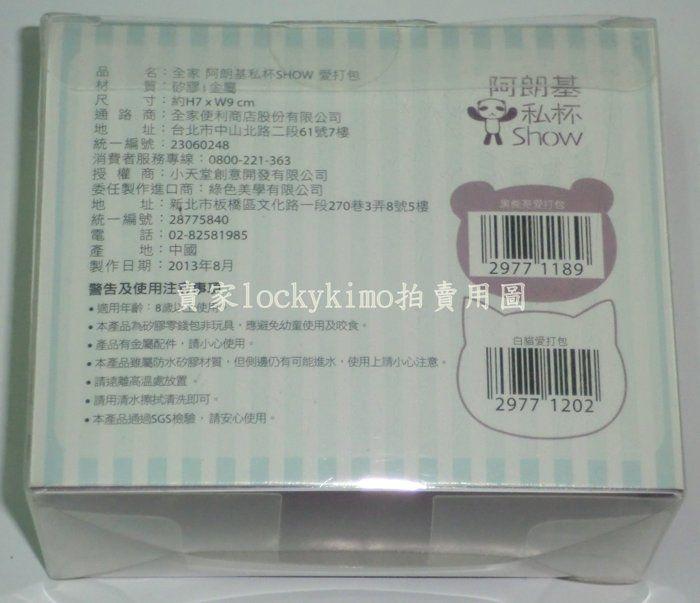 品　　名：全家 阿朗基私杯SHOW 愛打包
材　　質：矽膠、金屬
尺　　寸：約H7 x W9 cm
通 路 商：全家便利商店股份有限公司
地　　址：台北市中山北路二段61號7樓
統一編號：23060248
消費者服務專線：0800-221-363
授 權 商：小天堂創意開發有限公司
委任製作進口商：綠色美學有限公司
地　　址：新北市板橋區文化路一段270巷3弄8號5樓
統一編號：28775840
電　　話：02-82581985
產　　地：中國
製作日期：2013年8月
警告及使用注意事項
• 適用年齡：8歲以上使用
• 本產品為矽膠零錢包非玩具，應避免幼童使用及咬食。
• 產品有金屬配件，請小心使用。
• 本產品雖屬防水矽膠材質，但側邊仍有可能進水，使用上請小心注意。
• 請遠離高溫處放置。
• 請用清水擦拭清洗即可。
• 本產品通過SGS檢驗，請安心使用。
阿朗基
私杯
Show
愛打包
2977 1189
白貓愛打包
2977 1202
賣家lockykimo拍賣用圖